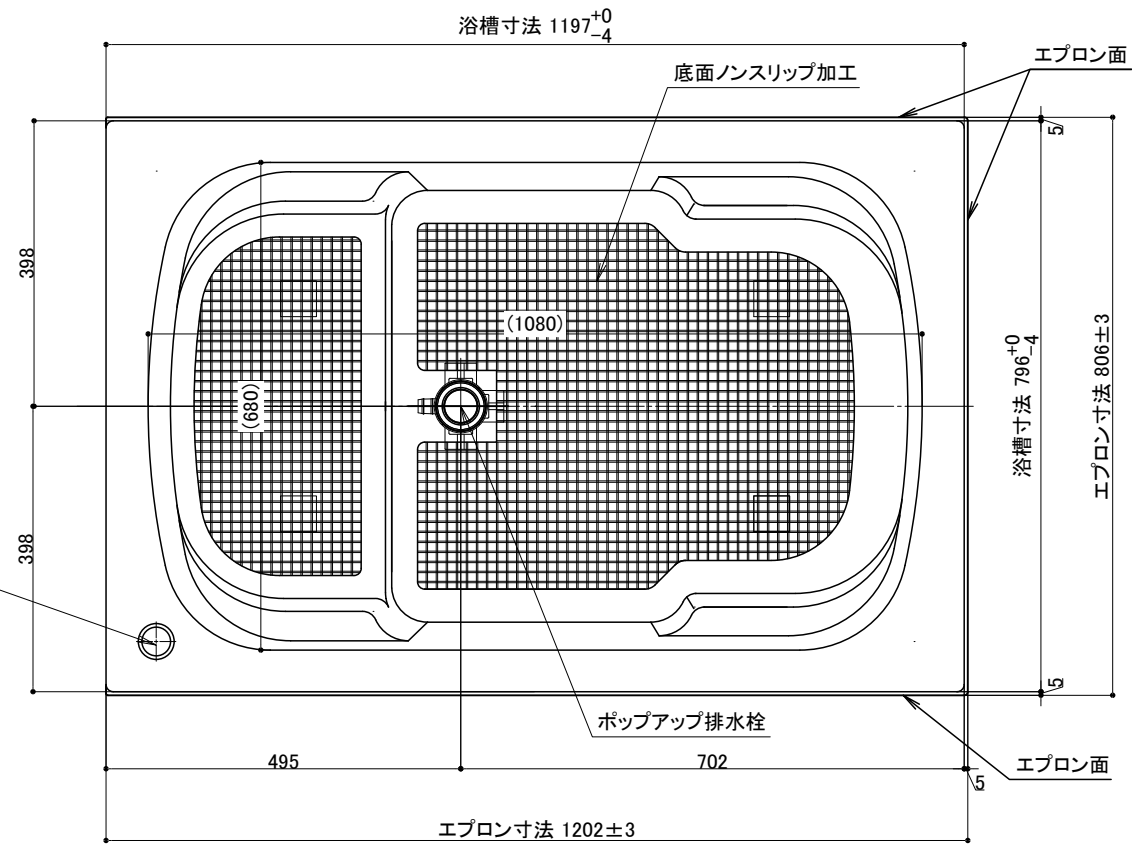 浴槽寸法 1197 +0 -4
エプロン面
底面ノンスリップ加工
5
398
(1080)
(680)
浴槽寸法 796 +0 -4
エプロン寸法 806±3
398
5
ポップアップ排水栓
495
702
エプロン面
5
エプロン寸法 1202±3